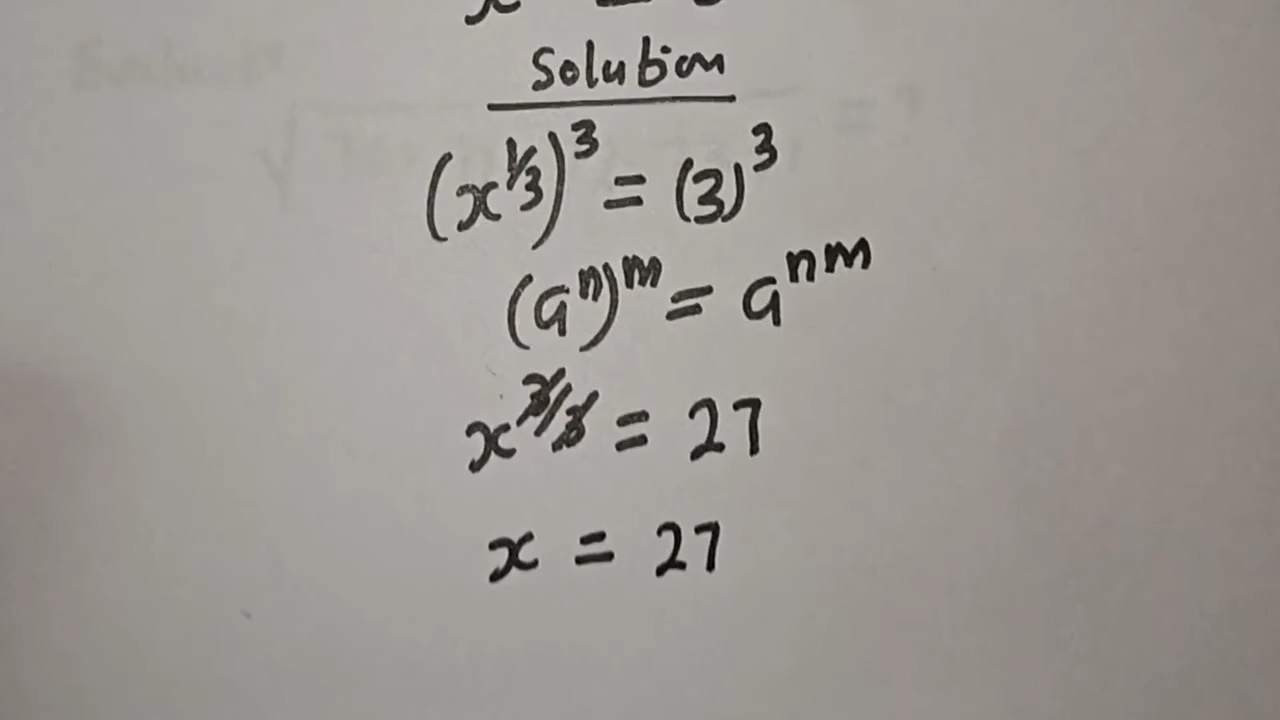 Solution
(x^{1/3})^3 = (3)^3
(a^n)^m = a^{nm}
x^{3/3} = 27
x = 27